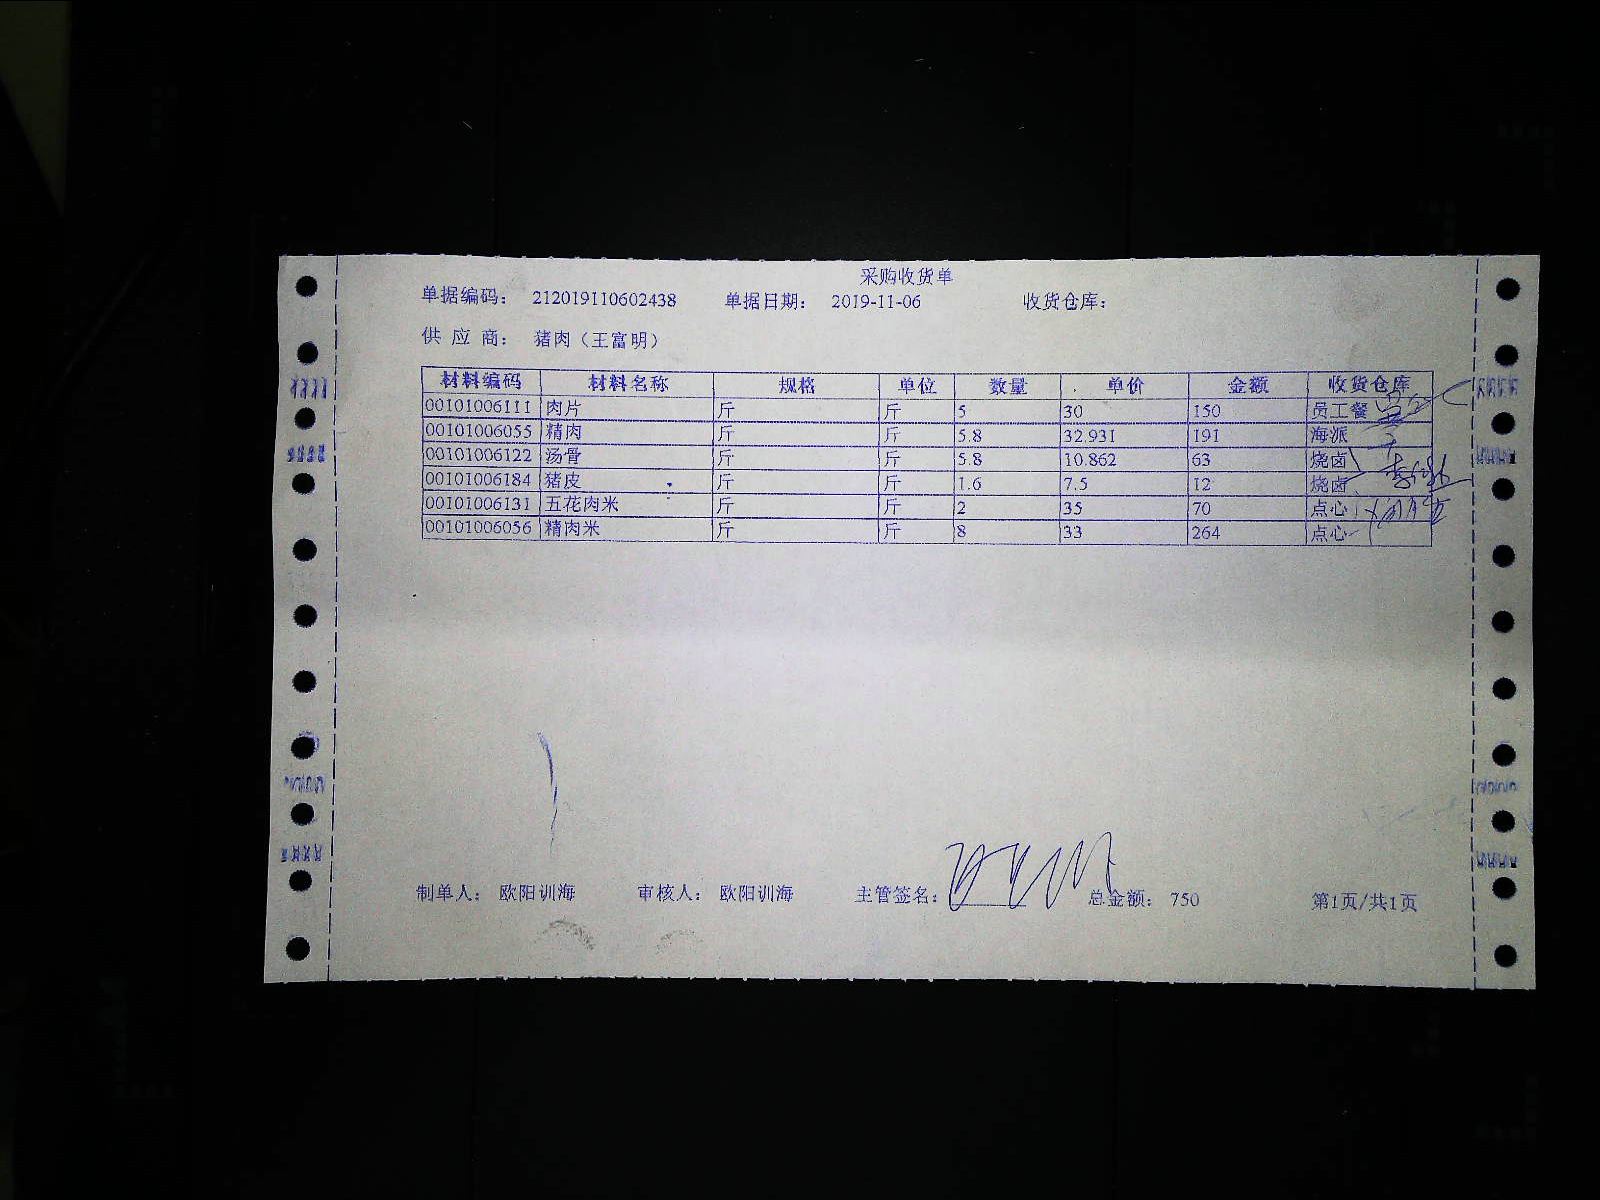 采购收货单
单据编码： 212019110602438 单据日期： 2019-11-06 收货仓库：
供 应 商： 猪肉（王富明）
材料编码 材料名称 规格 单位 数量 单价 金额 收货仓库
00101006111 肉片 斤 斤 5 30 150 员工餐
00101006055 精肉 斤 斤 5.8 32.931 191 海派
00101006122 汤骨 斤 斤 5.8 10.862 63 烧卤
00101006184 猪皮 斤 斤 1.6 7.5 12 烧卤
00101006131 五花肉米 斤 斤 2 35 70 点心
00101006056 精肉米 斤 斤 8 33 264 点心
制单人： 欧阳训海 审核人： 欧阳训海 主管签名： 总金额： 750 第1页/共1页